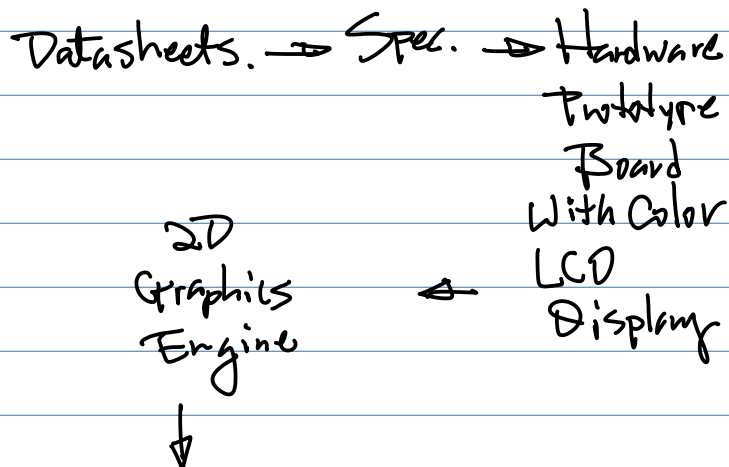 Datasheets. → Spec. → Hardware
Prototype
Board
With Color
LCD
Display
←
2D
Graphics
Engine
↓